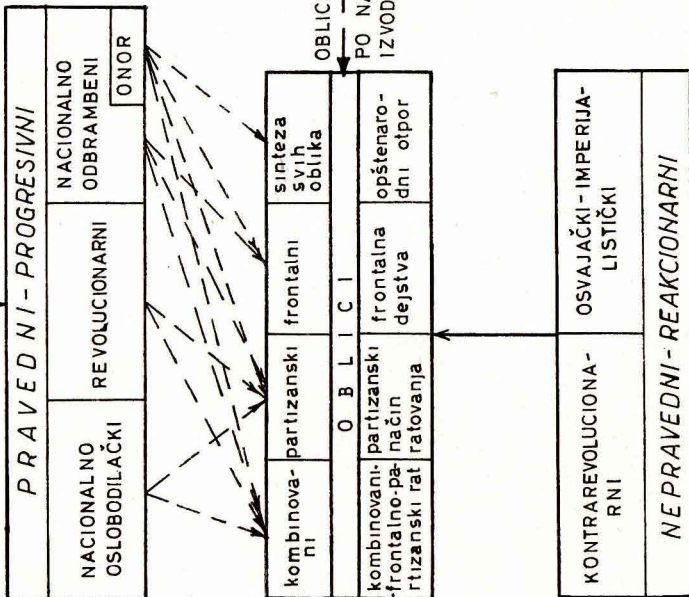 PRAVEDNI-PROGRESIVNI
NACIONALNO
OSLOBODILAČKI
REVOLUCIONARNI
NACIONALNO
ODBRAMBENI
ONOR
kombinova-
ni
partizanski
frontalni
sinteza
svih
oblika
OBLICI
kombinovani-
-frontalno-pa-
rtizanski rat
partizanski
način
ratovanja
frontalna
dejstva
opštenaro-
dni otpor
OBLIC
PO NA
IZVOD
KONTRAREVOLUCIONA-
RNI
OSVAJAČKI-IMPERIJA-
LISTIČKI
NEPRAVEDNI-REAKCIONARNI